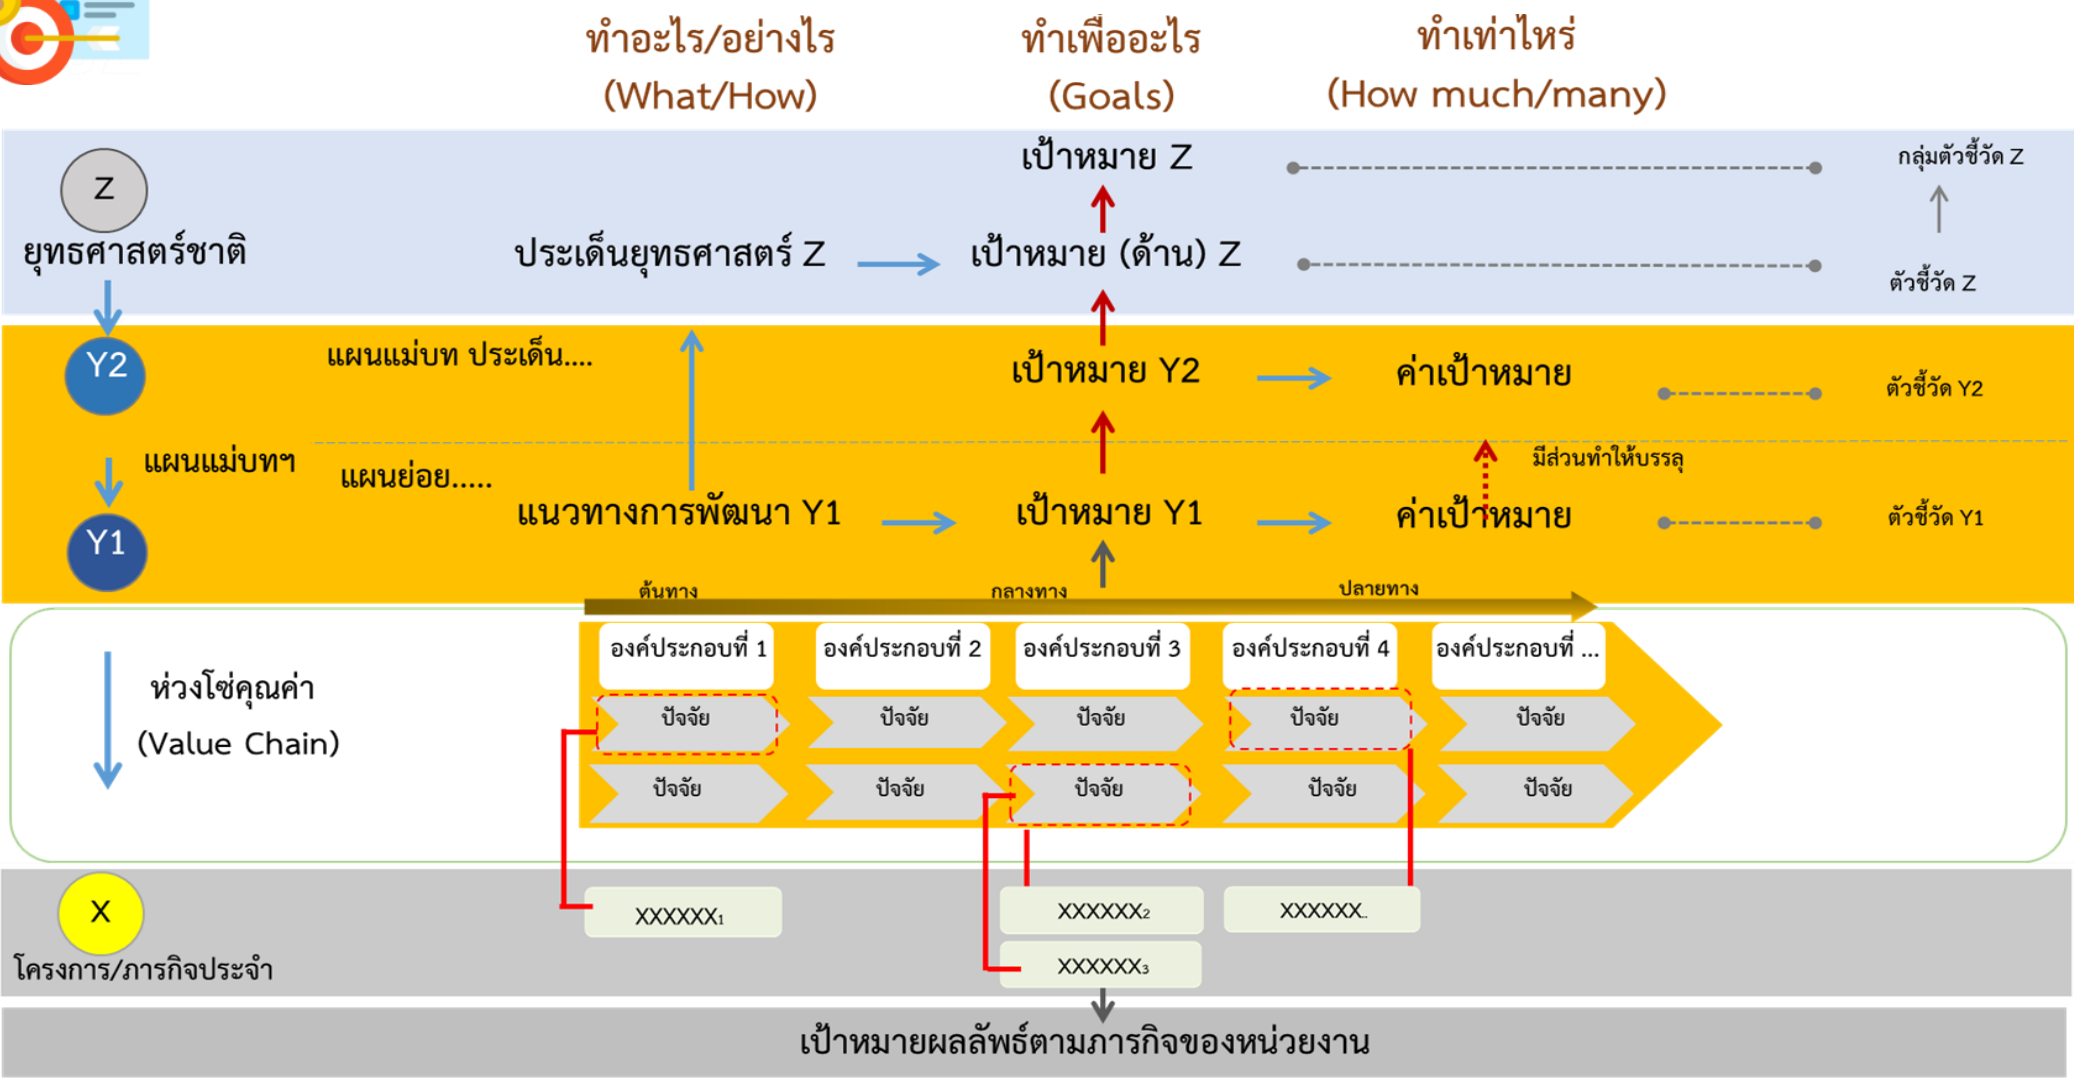 ทำอะไร/อย่างไร
(What/How)
ทำเพื่ออะไร
(Goals)
ทำเท่าไหร่
(How much/many)
Z
ยุทธศาสตร์ชาติ
เป้าหมาย Z
กลุ่มตัวชี้วัด Z
ประเด็นยุทธศาสตร์ Z
เป้าหมาย (ด้าน) Z
ตัวชี้วัด Z
Y2
แผนแม่บท ประเด็น....
เป้าหมาย Y2
ค่าเป้าหมาย
ตัวชี้วัด Y2
แผนแม่บทฯ
แผนย่อย.....
มีส่วนทำให้บรรลุ
Y1
แนวทางการพัฒนา Y1
เป้าหมาย Y1
ค่าเป้าหมาย
ตัวชี้วัด Y1
ต้นทาง
กลางทาง
ปลายทาง
ห่วงโซ่คุณค่า
(Value Chain)
องค์ประกอบที่ 1
องค์ประกอบที่ 2
องค์ประกอบที่ 3
องค์ประกอบที่ 4
องค์ประกอบที่ ...
ปัจจัย
ปัจจัย
ปัจจัย
ปัจจัย
ปัจจัย
ปัจจัย
ปัจจัย
ปัจจัย
ปัจจัย
ปัจจัย
X
โครงการ/ภารกิจประจำ
XXXXXX₁
XXXXXX₂
XXXXXX..
XXXXXX₃
เป้าหมายผลลัพธ์ตามภารกิจของหน่วยงาน